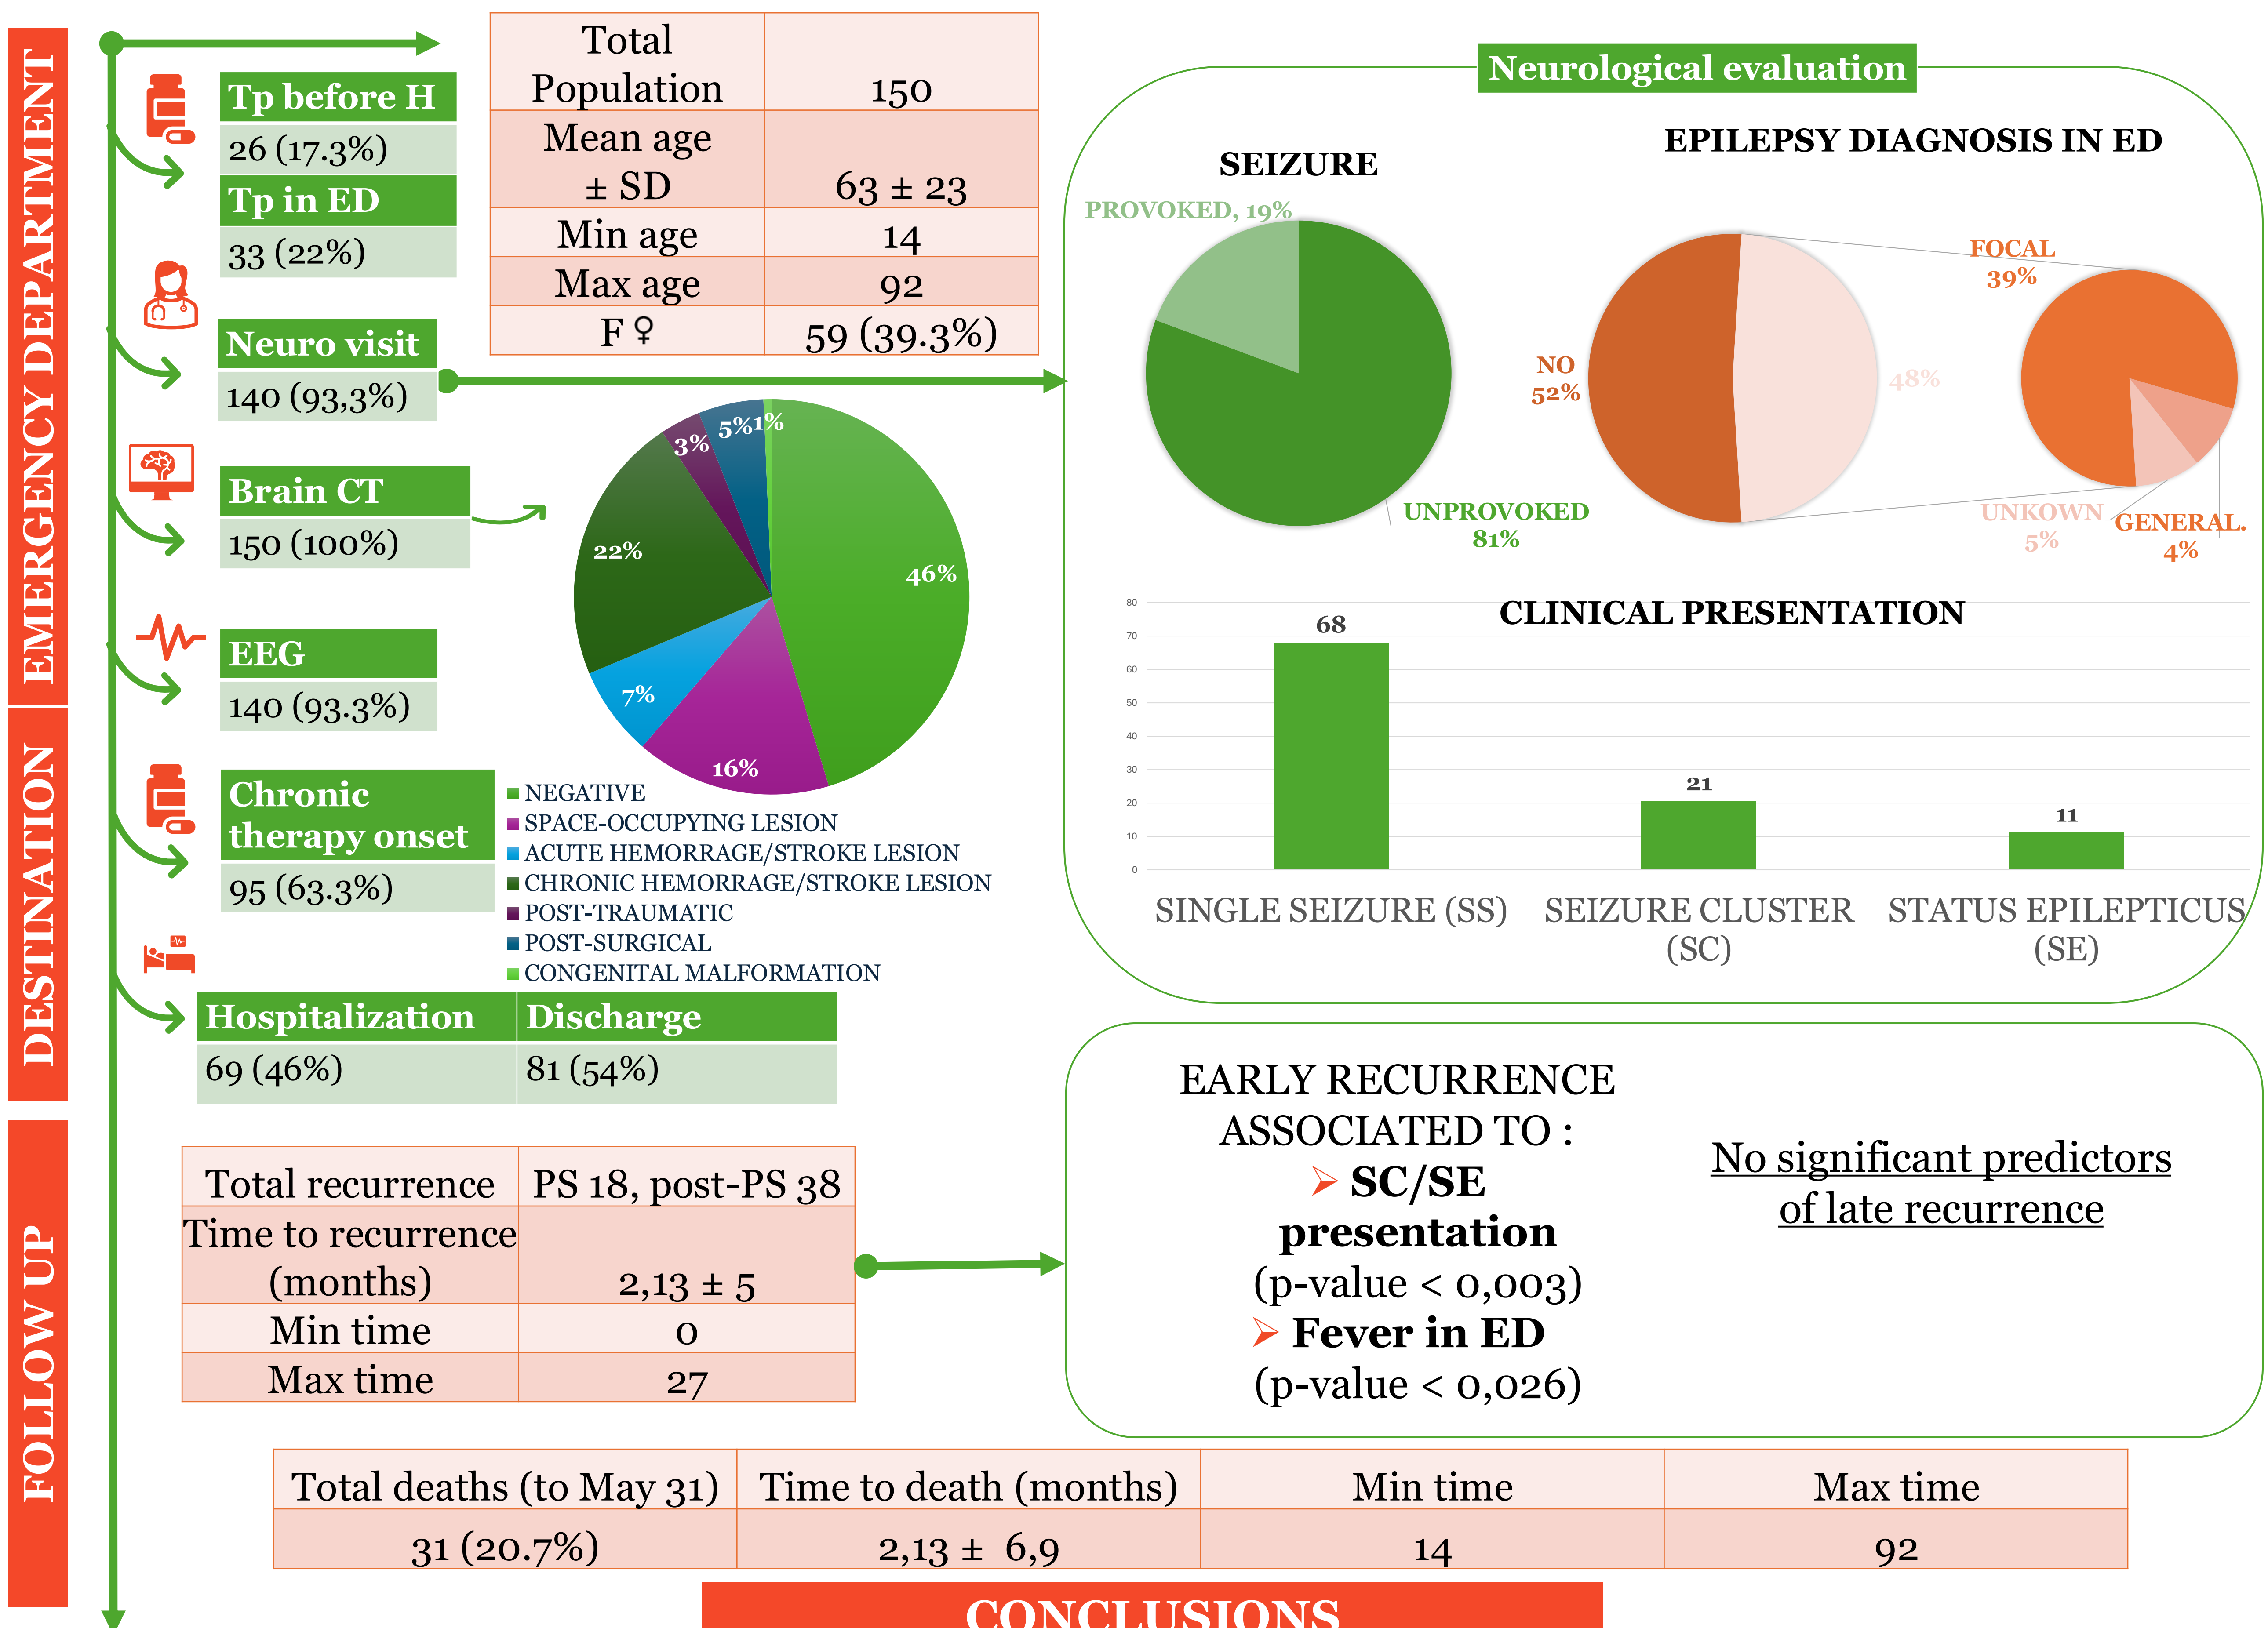 EMERGENCY DEPARTMENT
Tp before H
26 (17.3%)
Tp in ED
33 (22%)
Neuro visit
140 (93,3%)
Brain CT
150 (100%)
EEG
140 (93.3%)
Total
Population
150
Mean age
± SD
63 ± 23
Min age
14
Max age
92
F ♀
59 (39.3%)
46%
16%
7%
22%
3%
5%
1%
NEGATIVE
SPACE-OCCUPYING LESION
ACUTE HEMORRAGE/STROKE LESION
CHRONIC HEMORRAGE/STROKE LESION
POST-TRAUMATIC
POST-SURGICAL
CONGENITAL MALFORMATION
DESTINATION
Chronic
therapy onset
95 (63.3%)
Hospitalization
Discharge
69 (46%)
81 (54%)
Neurological evaluation
SEIZURE
PROVOKED, 19%
UNPROVOKED
81%
EPILEPSY DIAGNOSIS IN ED
NO
52%
48%
FOCAL
39%
UNKOWN
5%
GENERAL.
4%
CLINICAL PRESENTATION
80
70
60
50
40
30
20
10
0
68
21
11
SINGLE SEIZURE (SS)
SEIZURE CLUSTER
(SC)
STATUS EPILEPTICUS
(SE)
FOLLOW UP
Total recurrence
PS 18, post-PS 38
Time to recurrence
(months)
2,13 ± 5
Min time
0
Max time
27
EARLY RECURRENCE
ASSOCIATED TO :
➢ SC/SE
presentation
(p-value < 0,003)
➢ Fever in ED
(p-value < 0,026)
No significant predictors
of late recurrence
Total deaths (to May 31)
Time to death (months)
Min time
Max time
31 (20.7%)
2,13 ± 6,9
14
92
CONCLUSIONS